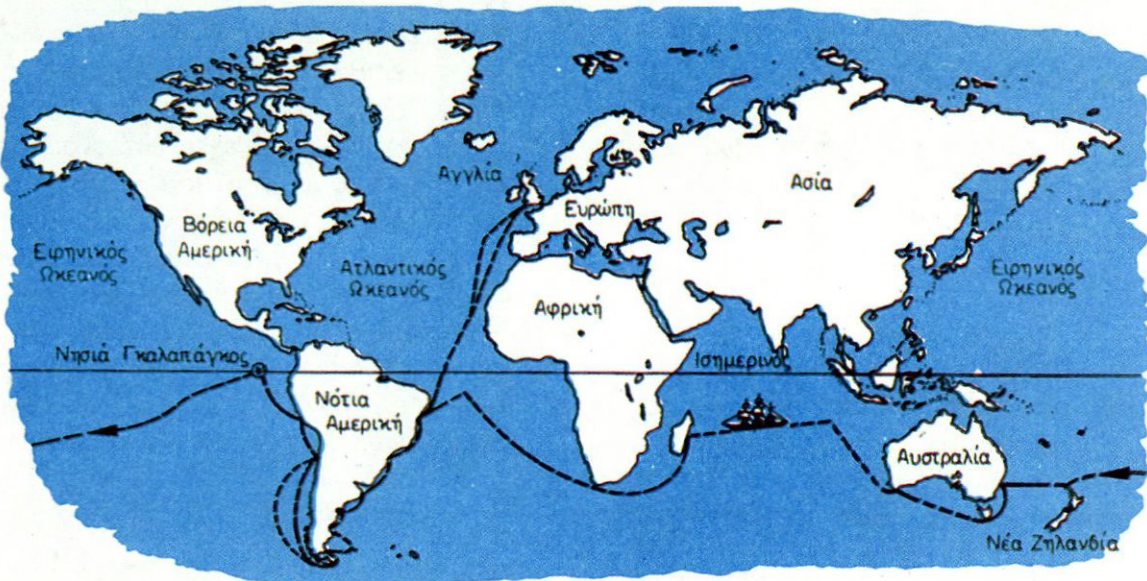 Αγγλία
Ασία
Ευρώπη
Βόρεια
Αμερική
Ειρηνικός
Ωκεανός
Ατλαντικός
Ωκεανός
Ειρηνικός
Ωκεανός
Αφρική
Νησιά Γκαλαπάγκος
Ισημερινός
Νότια
Αμερική
Αυστραλία
Νέα Ζηλανδία